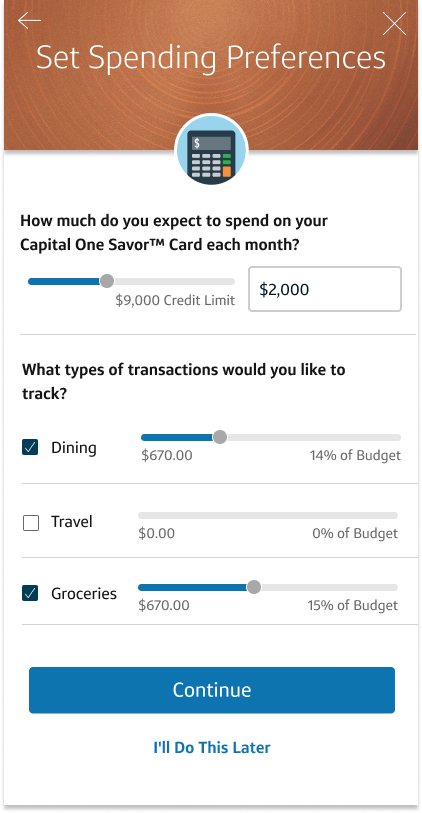 Set Spending Preferences
$
How much do you expect to spend on your
Capital One Savor™ Card each month?
$9,000 Credit Limit
$2,000
What types of transactions would you like to
track?
Dining
$670.00 14% of Budget
Travel
$0.00 0% of Budget
Groceries
$670.00 15% of Budget
Continue
I'll Do This Later